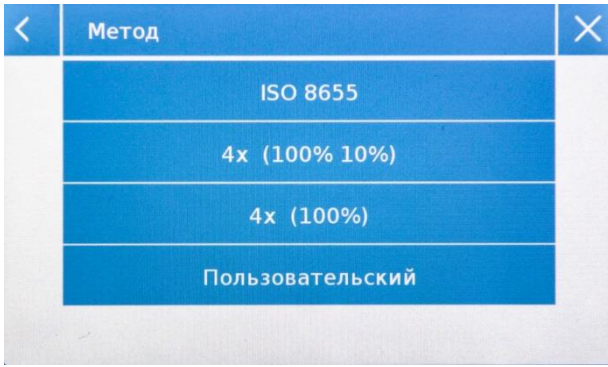 Метод
ISO 8655
4x (100% 10%)
4x (100%)
Пользовательский